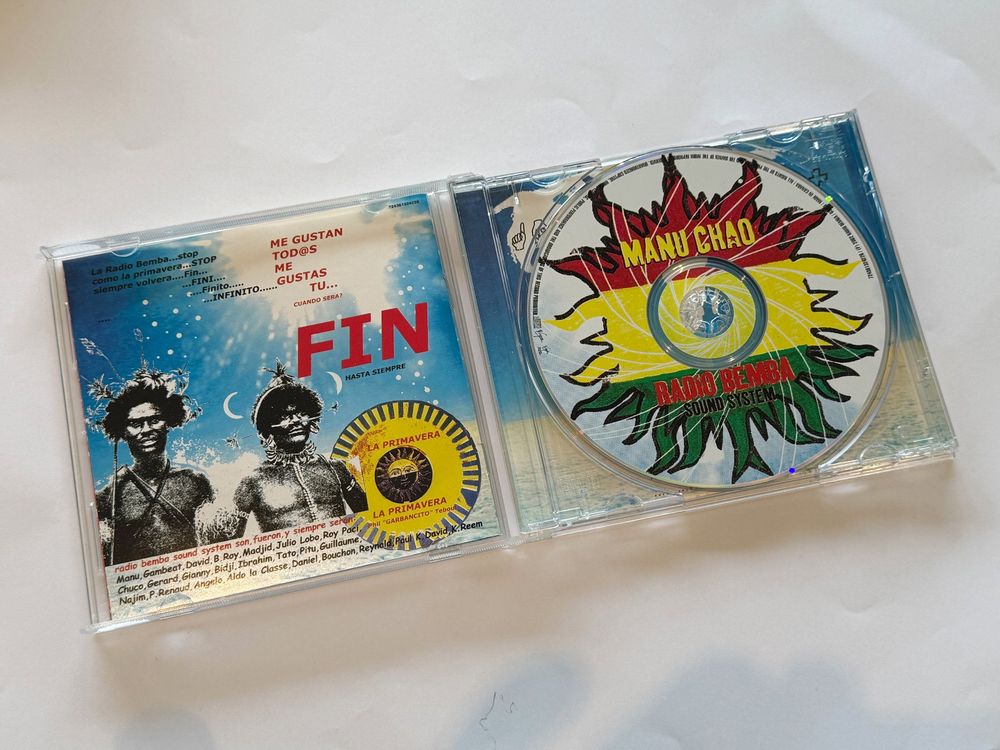 724381024228
La Radio Bemba...stop
como la primavera...STOP
siempre volvera....Fin...
....FINI....
...Finito.....
...INFINITO......
ME GUSTAN
TOD@S
ME
GUSTAS
TU...
CUANDO SERA?
FIN
HASTA SIEMPRE
LA PRIMAVERA
LA PRIMAVERA
"GARBANCITO"
radio bemba sound system son, fueron, y siempre seran:
Manu, Gambeat, David, B. Roy, Madjid, Julio Lobo, Roy Paci,
Paul K. David, K. Reem
Chuco, Gerard, Gianny, Bidji, Ibrahim, Tato, Pitu, Guillaume,
Najim, P. Renaud, Angelo, Aldo la Classe, Daniel, Bouchon, Reynald,
MANU CHAO
RADIO BEMBA
SOUND SYSTEM